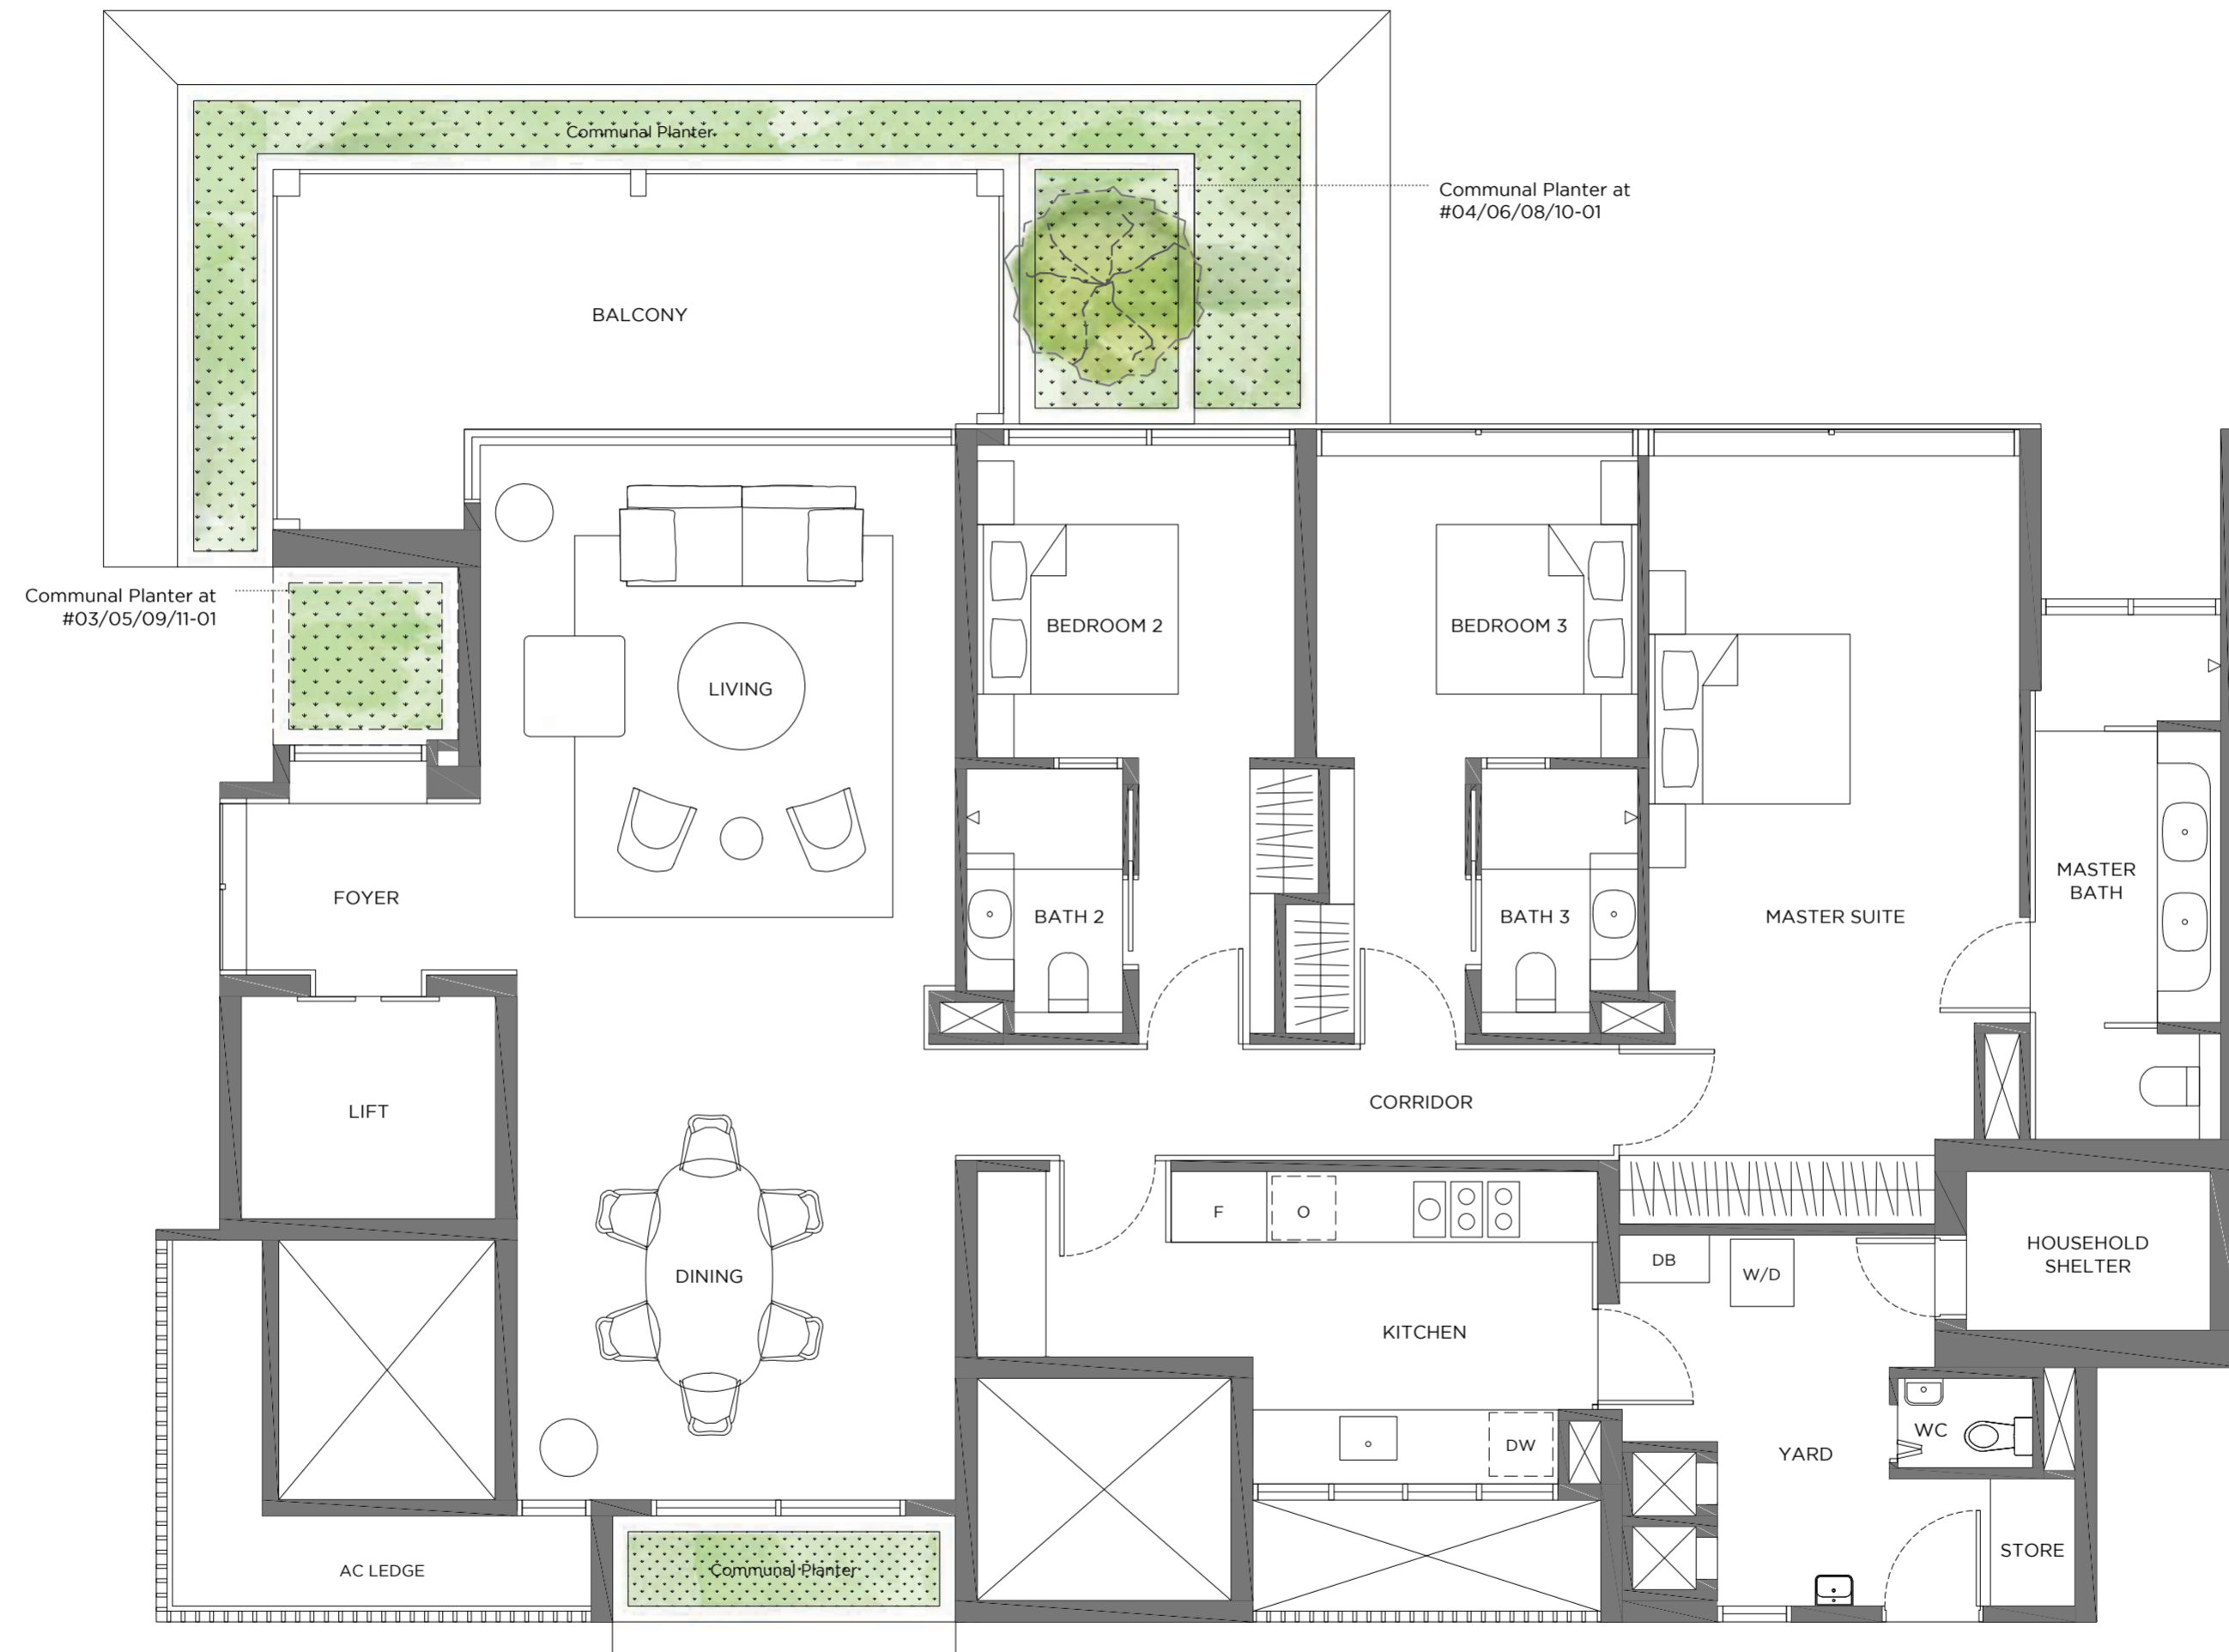 Communal Planter
Communal Planter at
#04/06/08/10-01
BALCONY
Communal Planter at
#03/05/09/11-01
BEDROOM 2
BEDROOM 3
LIVING
MASTER
BATH
FOYER
BATH 2
BATH 3
MASTER SUITE
LIFT
CORRIDOR
F
O
DINING
DB
W/D
HOUSEHOLD
SHELTER
KITCHEN
DW
WC
YARD
AC LEDGE
Communal Planter
STORE